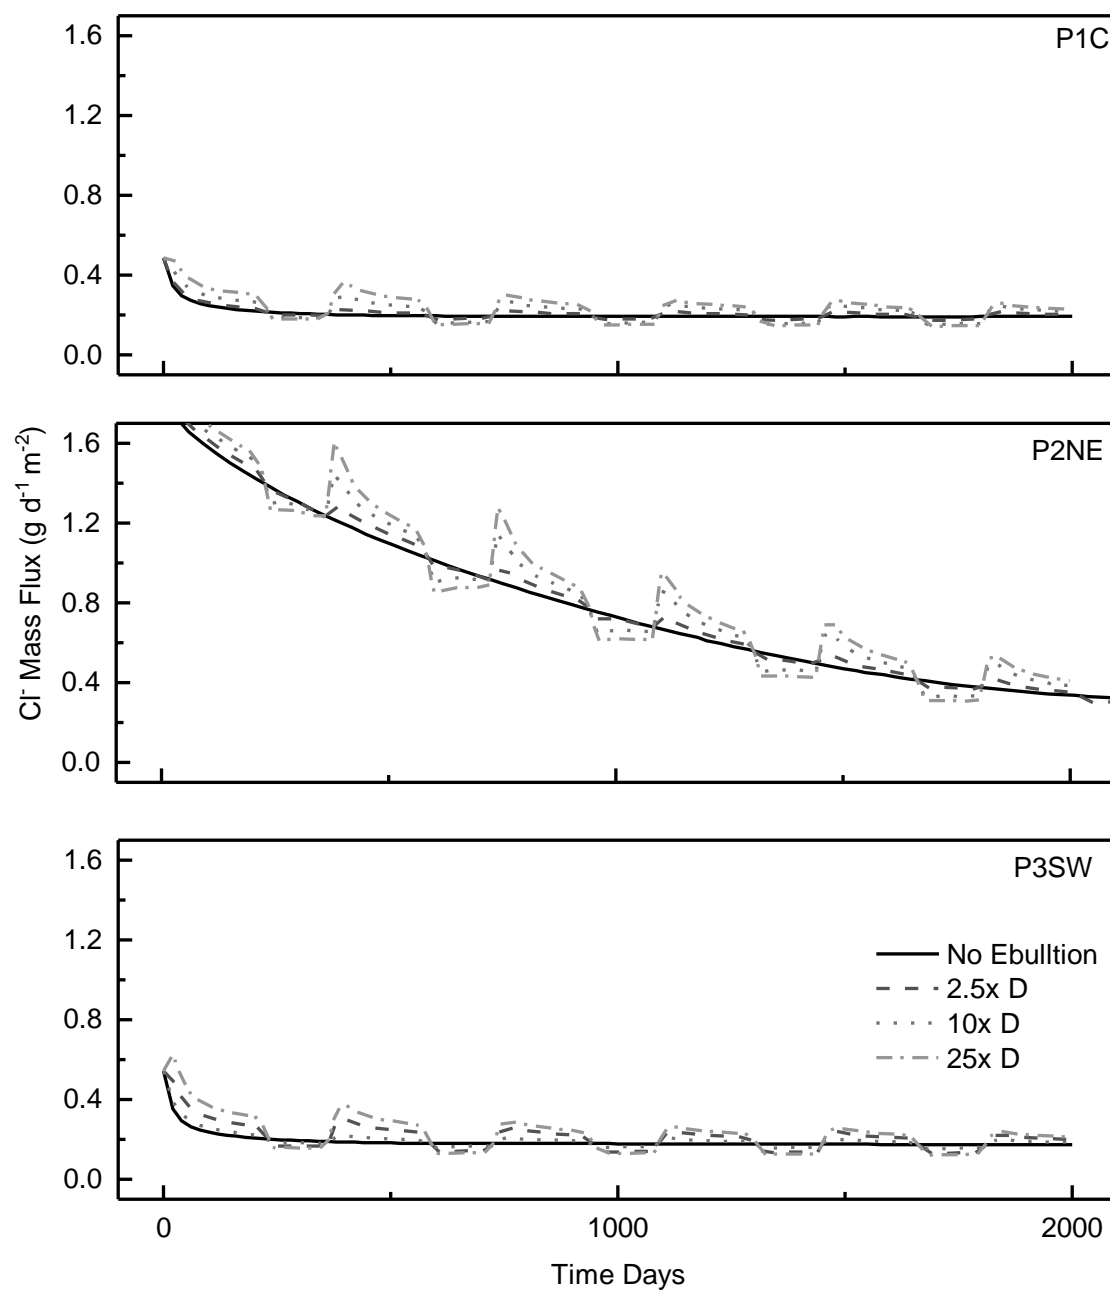 P1C
1.6
1.2
0.8
0.4
0.0
P2NE
1.6
1.2
0.8
0.4
0.0
Cl⁻ Mass Flux (g d⁻¹ m⁻²)
P3SW
1.6
1.2
0.8
0.4
0.0
No Ebulltion
2.5x D
10x D
25x D
0 1000 2000
Time Days